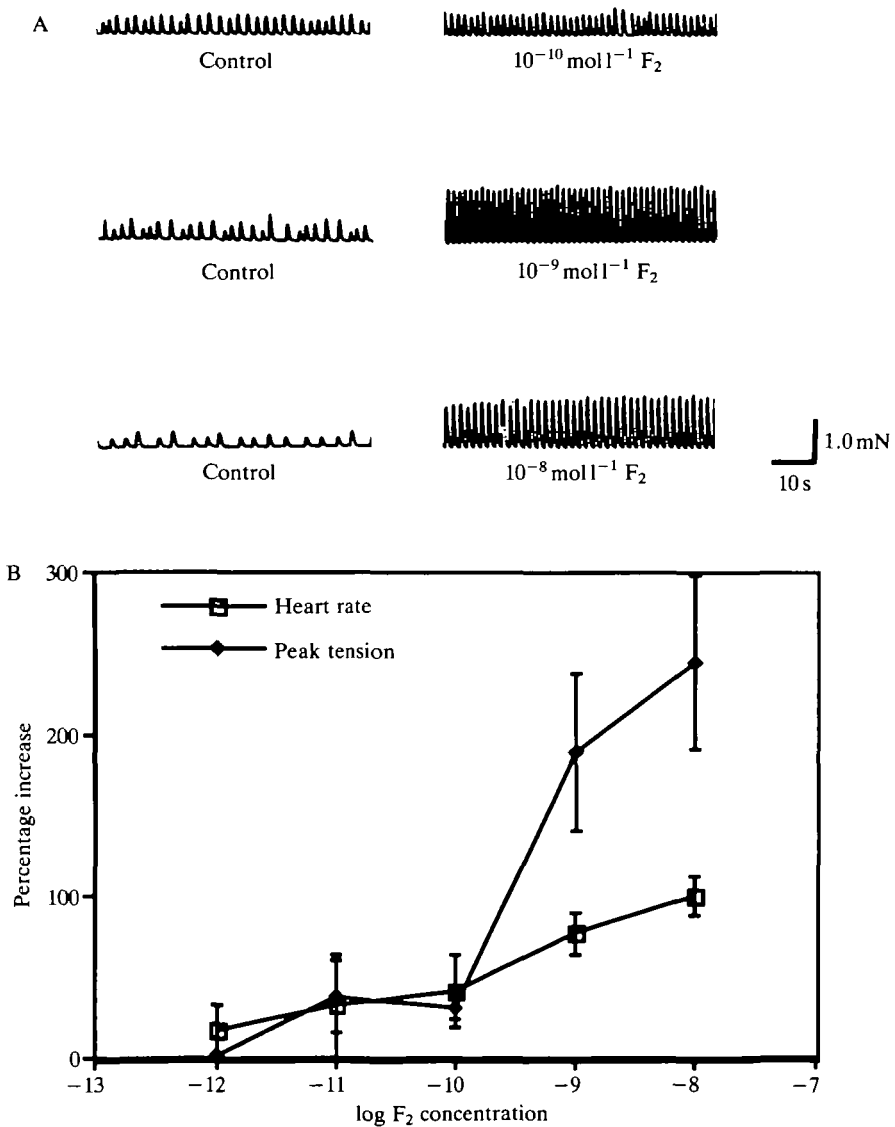 A
Control
10⁻¹⁰ mol l⁻¹ F₂
Control
10⁻⁹ mol l⁻¹ F₂
Control
10⁻⁸ mol l⁻¹ F₂
1.0 mN
10 s
B
300
200
100
0
Percentage increase
Heart rate
Peak tension
−13
−12
−11
−10
−9
−8
−7
log F₂ concentration